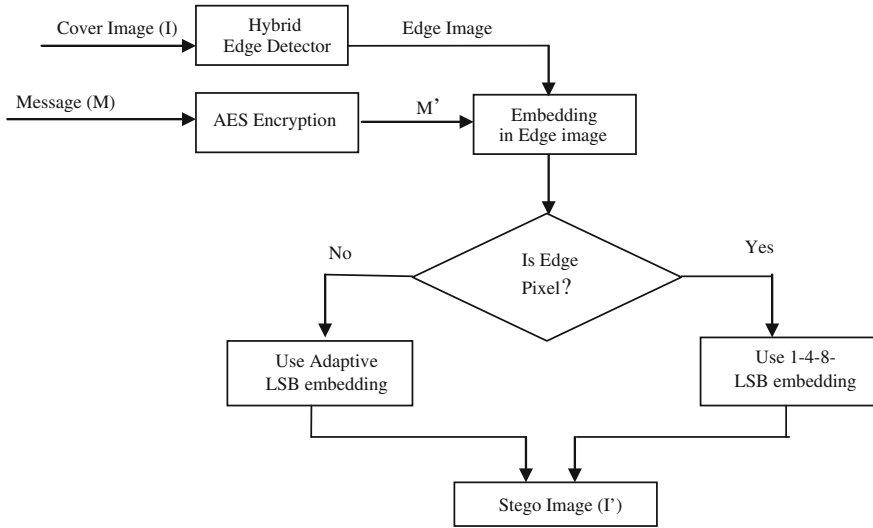 Cover Image (I)
Hybrid
Edge Detector
Edge Image
Message (M)
AES Encryption
M’
Embedding
in Edge image
No
Is Edge
Pixel?
Yes
Use Adaptive
LSB embedding
Use 1-4-8-
LSB embedding
Stego Image (I’)